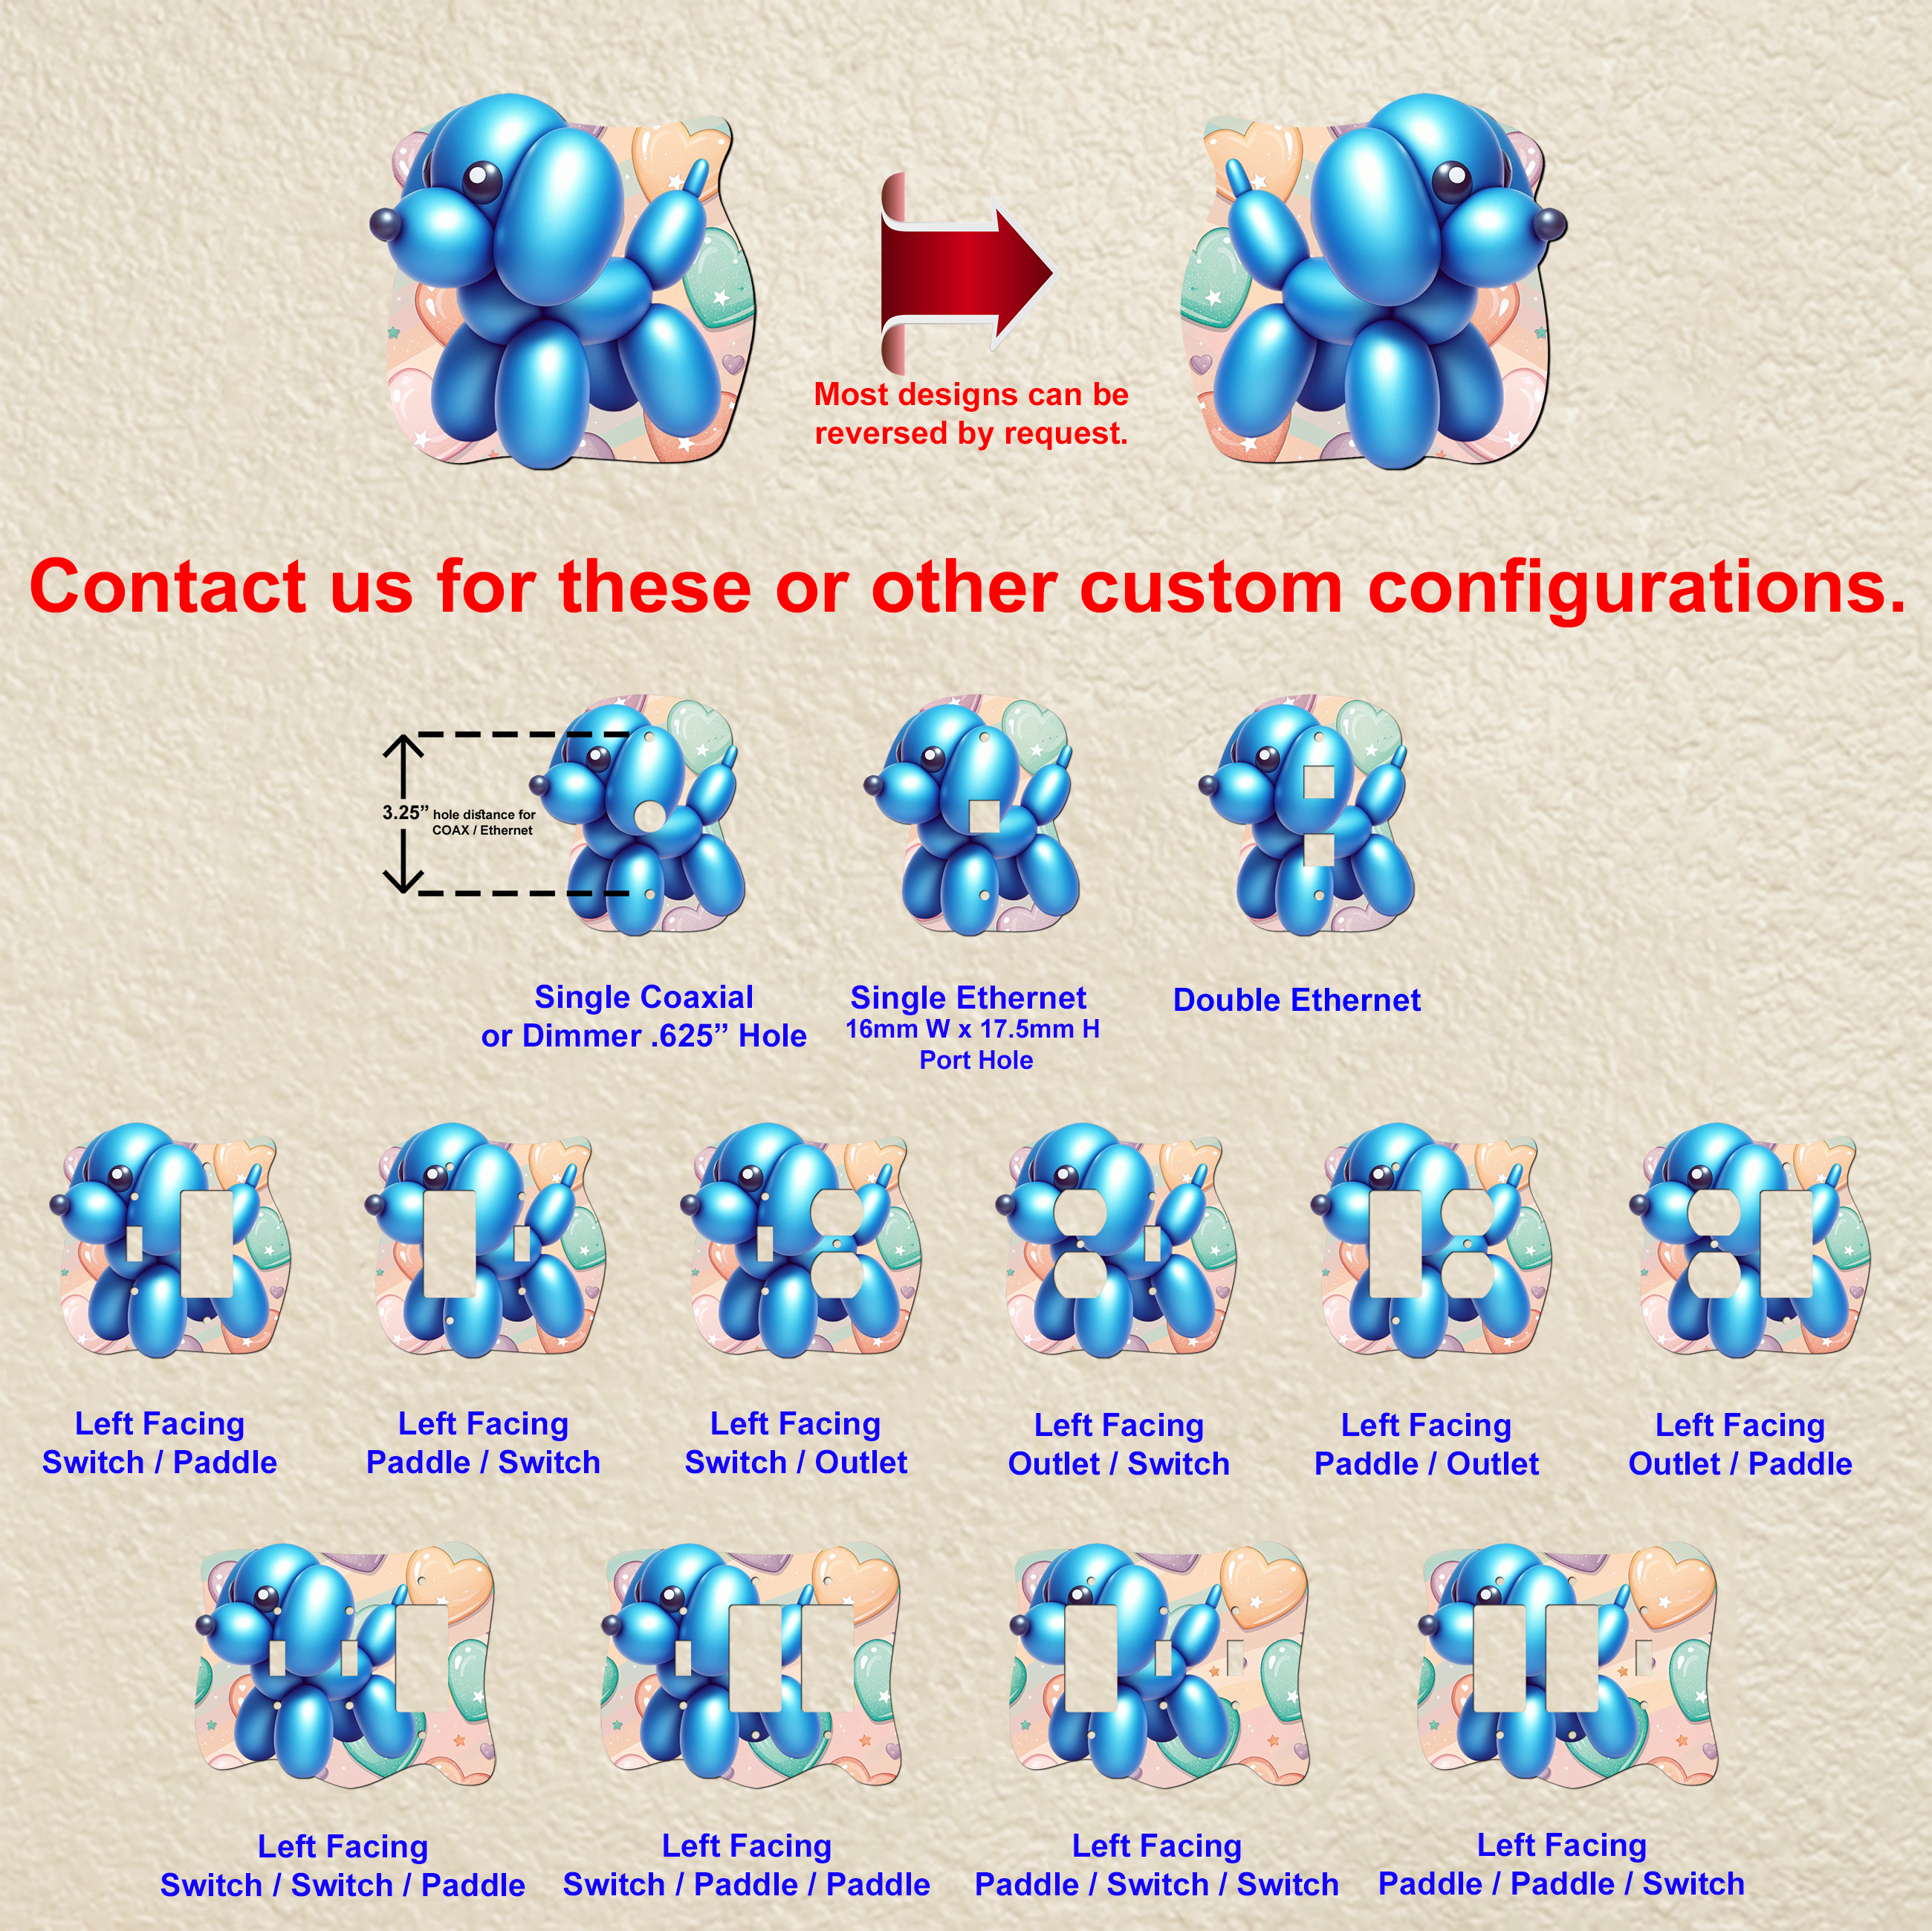 Most designs can be
reversed by request.
Contact us for these or other custom configurations.
3.25” hole distance for
COAX / Ethernet
Single Coaxial
or Dimmer .625” Hole
Single Ethernet
16mm W x 17.5mm H
Port Hole
Double Ethernet
Left Facing
Switch / Paddle
Left Facing
Paddle / Switch
Left Facing
Switch / Outlet
Left Facing
Outlet / Switch
Left Facing
Paddle / Outlet
Left Facing
Outlet / Paddle
Left Facing
Switch / Switch / Paddle
Left Facing
Switch / Paddle / Paddle
Left Facing
Paddle / Switch / Switch
Left Facing
Paddle / Paddle / Switch